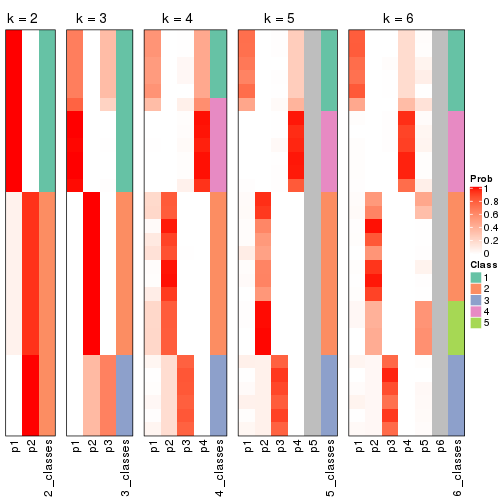 k = 2
k = 3
k = 4
k = 5
k = 6
Prob
1
0.8
0.6
0.4
0.2
0
Class
1
2
3
4
5
p1
p2
2_classes
p1
p2
p3
3_classes
p1
p2
p3
p4
4_classes
p1
p2
p3
p4
p5
5_classes
p1
p2
p3
p4
p5
p6
6_classes